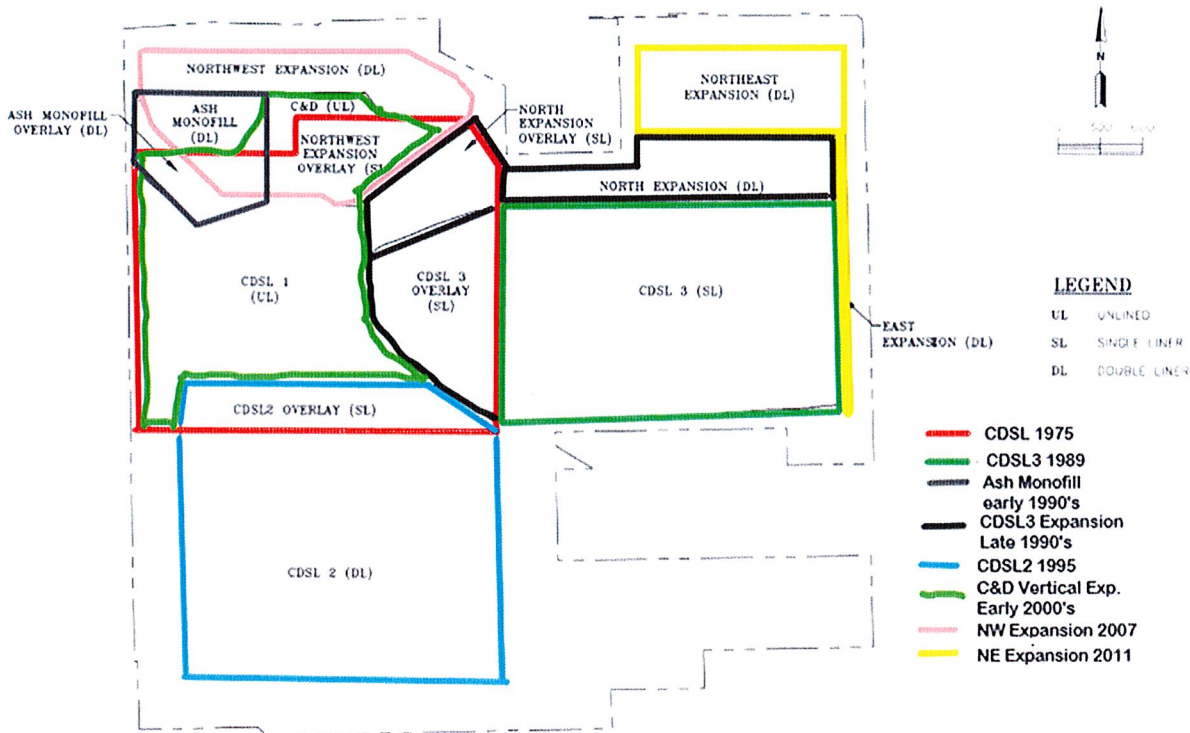 NORTHWEST EXPANSION (DL)
ASH MONOFILL
OVERLAY (DL)
ASH
MONOFILL
(DL)
C&D (UL)
NORTHWEST
EXPANSION
OVERLAY (SL)
NORTH
EXPANSION
OVERLAY (SL)
NORTHEAST
EXPANSION (DL)
N
500
NORTH EXPANSION (DL)
CDSL 1
(UL)
CDSL 3
OVERLAY
(SL)
CDSL 3 (SL)
EAST
EXPANSION (DL)
CDSL2 OVERLAY (SL)
CDSL 2 (DL)
LEGEND
UL UNLINED
SL SINGLE LINER
DL DOUBLE LINER
CDSL 1975
CDSL3 1989
Ash Monofill
early 1990's
CDSL3 Expansion
Late 1990's
CDSL2 1995
C&D Vertical Exp.
Early 2000's
NW Expansion 2007
NE Expansion 2011